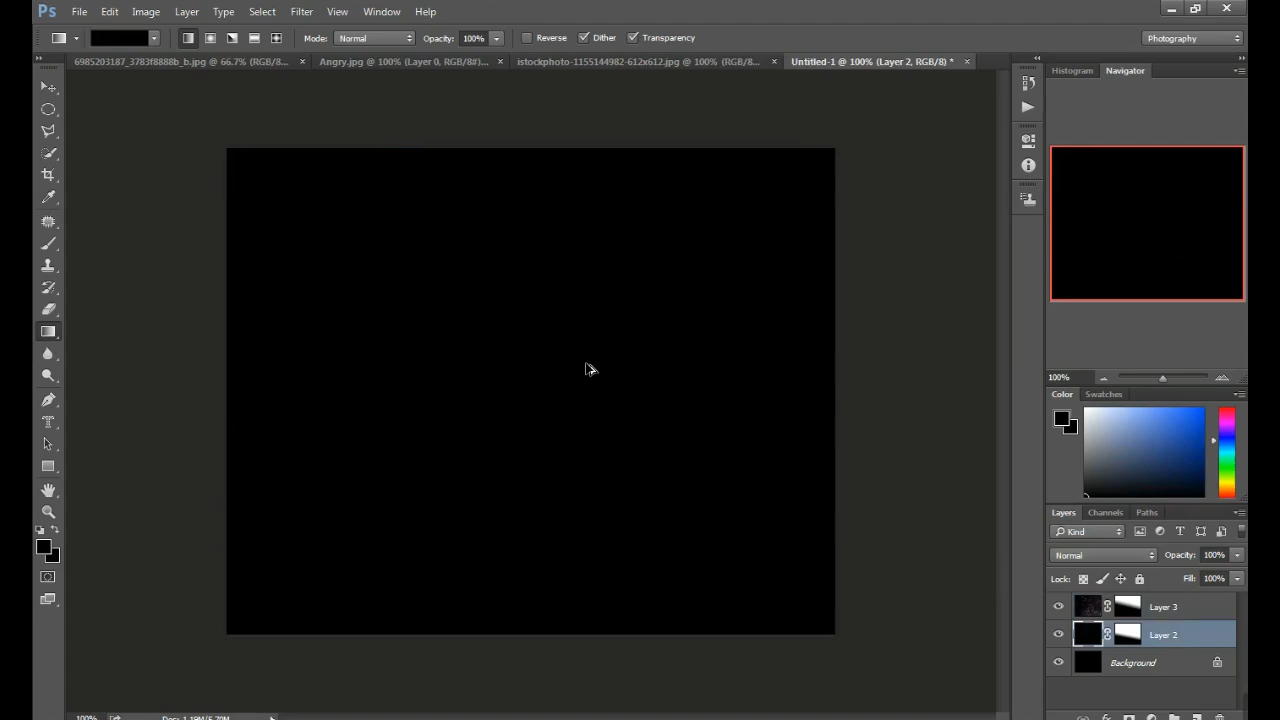 Ps File Edit Image Layer Type Select Filter View Window Help
Mode: Normal Opacity: 100% Reverse Dither Transparency Photography
6985203187_3783f8888b_b.jpg @ 66.7% (RGB/8... × Angry.jpg @ 100% (Layer 0, RGB/8#)... × istockphoto-1155144982-612x612.jpg @ 100% (RGB/8... × Untitled-1 @ 100% (Layer 2, RGB/8) * ×
Histogram Navigator
100%
Color Swatches
Layers Channels Paths
Kind
Normal Opacity: 100%
Lock: Fill: 100%
Layer 3
Layer 2
Background
100% Doc: 1.19M/5.70M